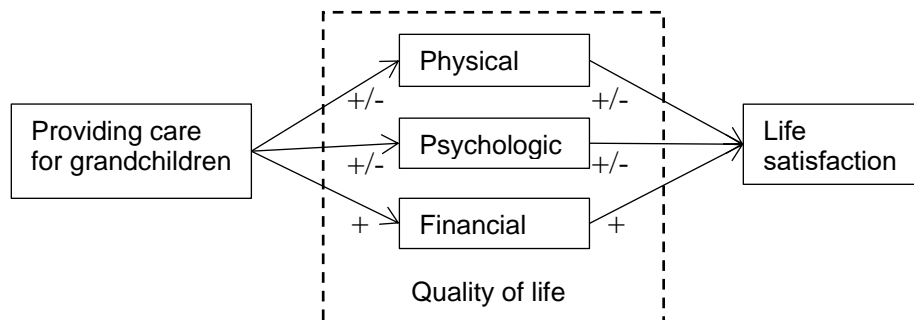 Physical
+/-
+/-
Providing care
for grandchildren
Psychologic
+/-
+/-
Life
satisfaction
Financial
+
+
Quality of life